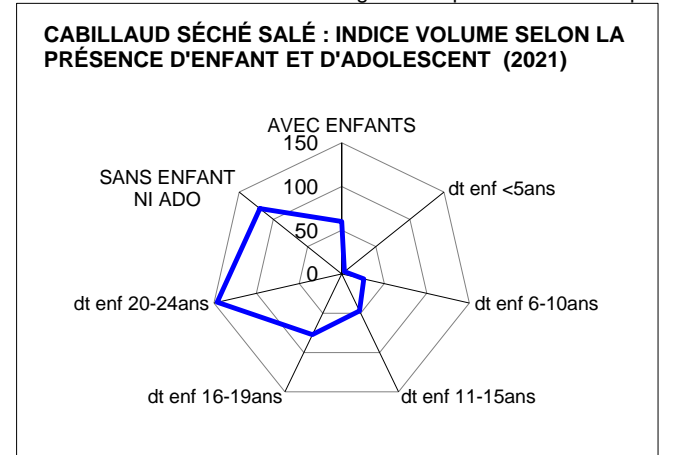 CABILLAUD SÉCHÉ SALÉ : INDICE VOLUME SELON LA
PRÉSENCE D'ENFANT ET D'ADOLESCENT (2021)
AVEC ENFANTS
150
SANS ENFANT
NI ADO
100
dt enf <5ans
50
0
dt enf 20-24ans
dt enf 6-10ans
dt enf 16-19ans
dt enf 11-15ans